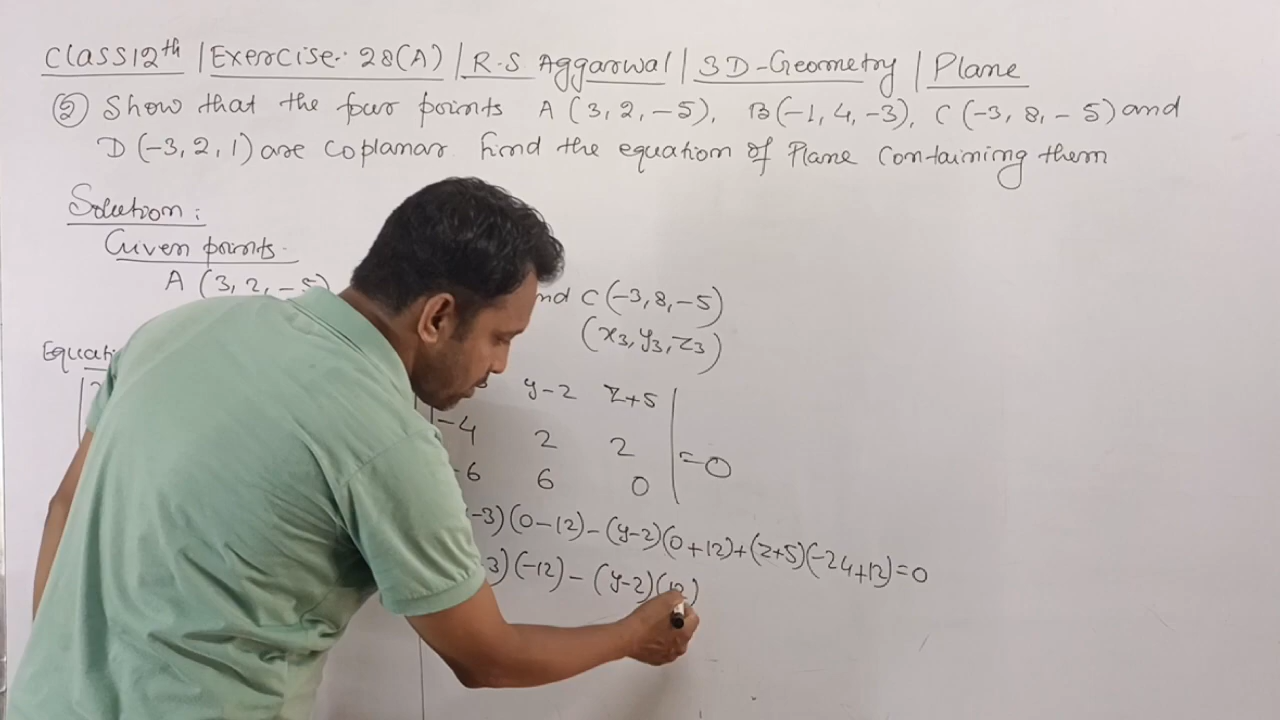 Class 12th | Exercise: 28(A) | R.S Aggarwal | 3D-Geometry | Plane
(5) Show that the four points A (3, 2, -5), B(-1, 4, -3), C (-3, 8, -5) and
D (-3, 2, 1) are coplanar. Find the equation of Plane Containing them
Solution:
Given points.
A (3, 2, -5) nd C (-3, 8, -5)
(x3, y3, z3)
Equati
y-2 z+5
-4 2 2
=0
-6 6 0
-3)(0-12)-(y-2)(0+12)+(z+5)(-24+12)=0
3)(-12)-(y-2)(12)